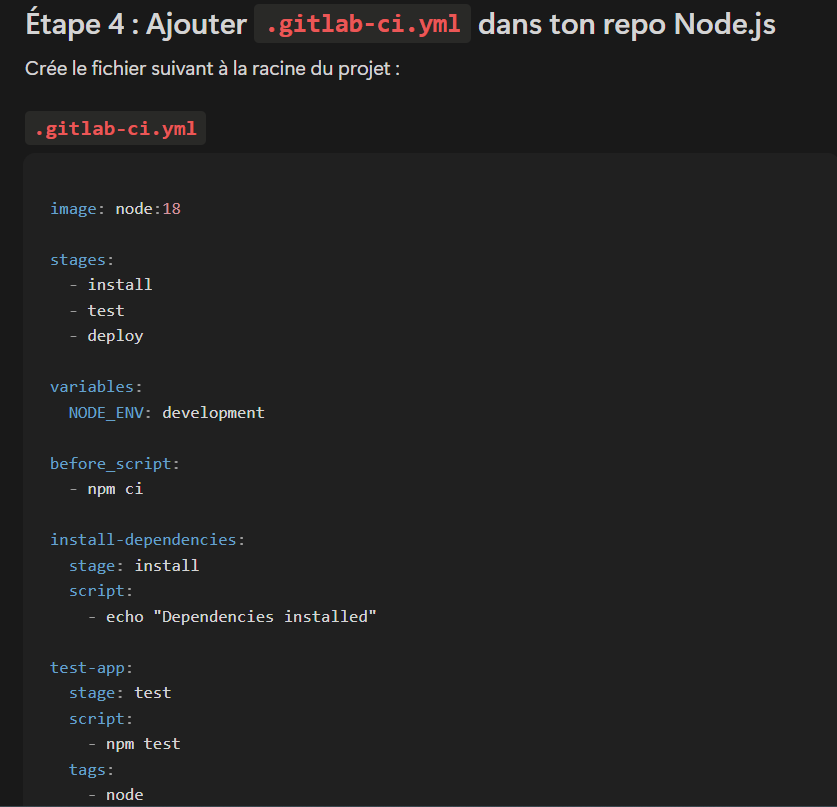 Étape 4 : Ajouter .gitlab-ci.yml dans ton repo Node.js
Crée le fichier suivant à la racine du projet :
.gitlab-ci.yml
image: node:18
stages:
  - install
  - test
  - deploy
variables:
  NODE_ENV: development
before_script:
  - npm ci
install-dependencies:
  stage: install
  script:
    - echo "Dependencies installed"
test-app:
  stage: test
  script:
    - npm test
  tags:
    - node